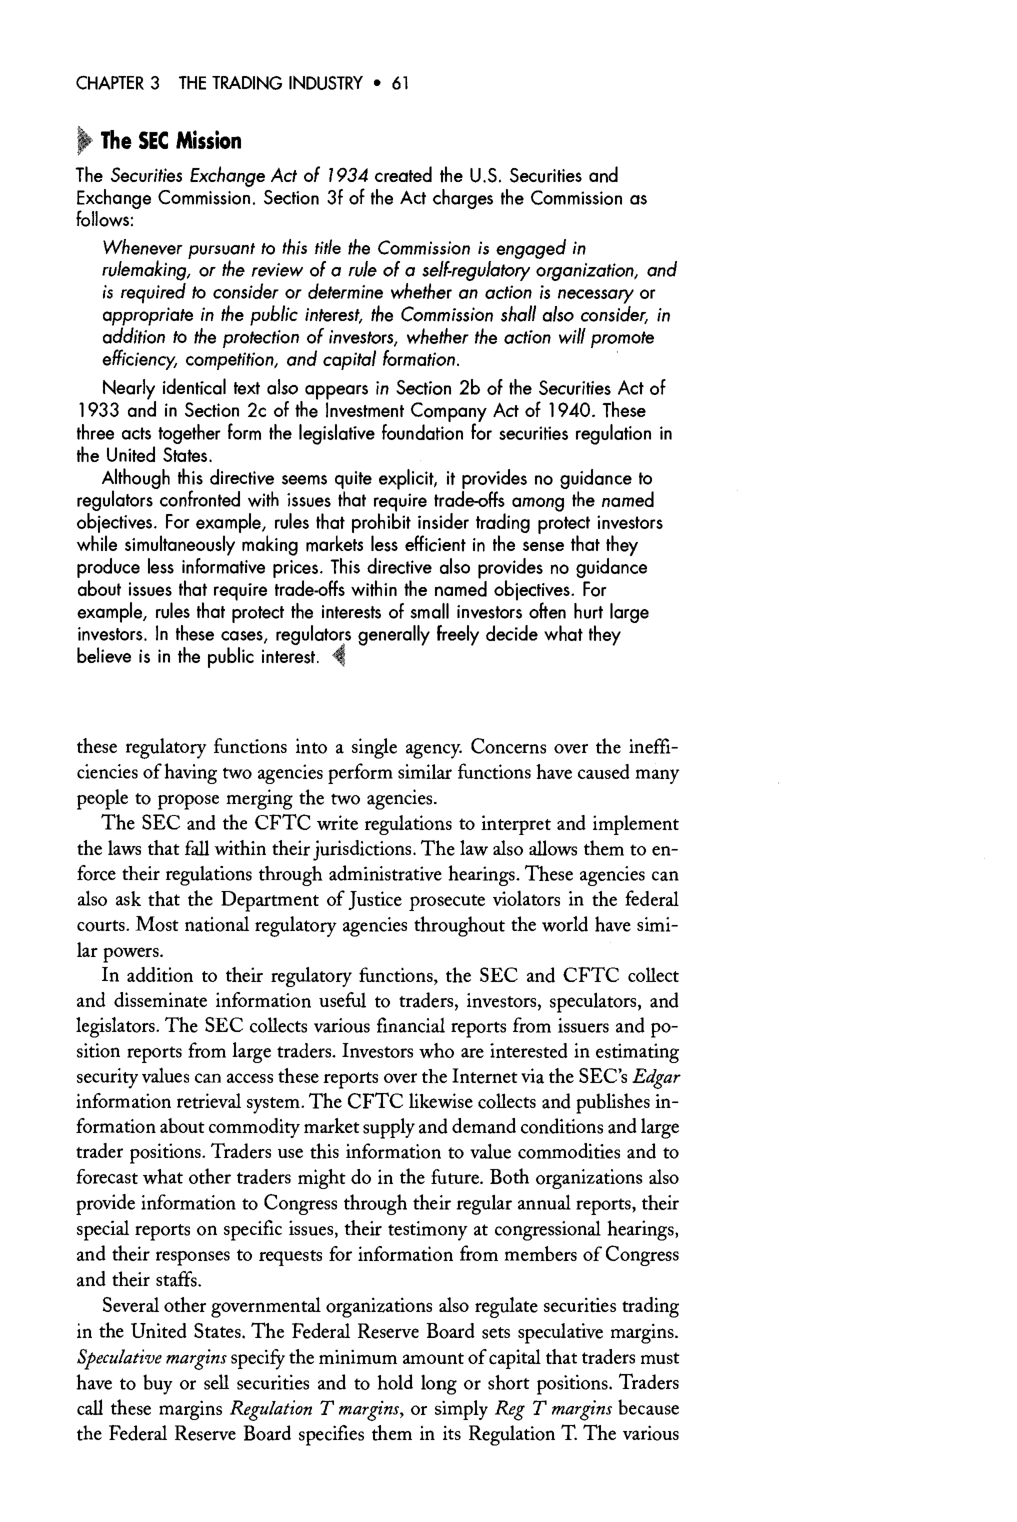 CHAPTER 3 THE TRADING INDUSTRY • 61
The SEC Mission
The Securities Exchange Act of 1934 created the U.S. Securities and
Exchange Commission. Section 3f of the Act charges the Commission as
follows:
Whenever pursuant to this title the Commission is engaged in
rulemaking, or the review of a rule of a self-regulatory organization, and
is required to consider or determine whether an action is necessary or
appropriate in the public interest, the Commission shall also consider, in
addition to the protection of investors, whether the action will promote
efficiency, competition, and capital formation.
Nearly identical text also appears in Section 2b of the Securities Act of
1933 and in Section 2c of the Investment Company Act of 1940. These
three acts together form the legislative foundation for securities regulation in
the United States.
Although this directive seems quite explicit, it provides no guidance to
regulators confronted with issues that require trade-offs among the named
objectives. For example, rules that prohibit insider trading protect investors
while simultaneously making markets less efficient in the sense that they
produce less informative prices. This directive also provides no guidance
about issues that require trade-offs within the named objectives. For
example, rules that protect the interests of small investors often hurt large
investors. In these cases, regulators generally freely decide what they
believe is in the public interest.
these regulatory functions into a single agency. Concerns over the ineffi-
ciencies of having two agencies perform similar functions have caused many
people to propose merging the two agencies.
The SEC and the CFTC write regulations to interpret and implement
the laws that fall within their jurisdictions. The law also allows them to en-
force their regulations through administrative hearings. These agencies can
also ask that the Department of Justice prosecute violators in the federal
courts. Most national regulatory agencies throughout the world have simi-
lar powers.
In addition to their regulatory functions, the SEC and CFTC collect
and disseminate information useful to traders, investors, speculators, and
legislators. The SEC collects various financial reports from issuers and po-
sition reports from large traders. Investors who are interested in estimating
security values can access these reports over the Internet via the SEC's Edgar
information retrieval system. The CFTC likewise collects and publishes in-
formation about commodity market supply and demand conditions and large
trader positions. Traders use this information to value commodities and to
forecast what other traders might do in the future. Both organizations also
provide information to Congress through their regular annual reports, their
special reports on specific issues, their testimony at congressional hearings,
and their responses to requests for information from members of Congress
and their staffs.
Several other governmental organizations also regulate securities trading
in the United States. The Federal Reserve Board sets speculative margins.
Speculative margins specify the minimum amount of capital that traders must
have to buy or sell securities and to hold long or short positions. Traders
call these margins Regulation T margins, or simply Reg T margins because
the Federal Reserve Board specifies them in its Regulation T. The various